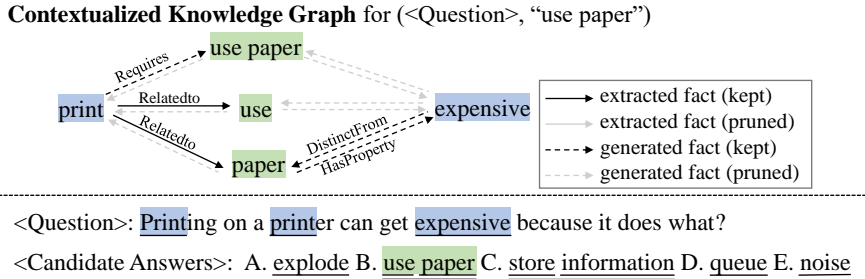 Contextualized Knowledge Graph for (<Question>, “use paper”)
use paper
Requires
print
Relatedto
use
expensive
Relatedto
DistinctFrom
HasProperty
paper
extracted fact (kept)
extracted fact (pruned)
generated fact (kept)
generated fact (pruned)
<Question>: Printing on a printer can get expensive because it does what?
<Candidate Answers>: A. explode B. use paper C. store information D. queue E. noise